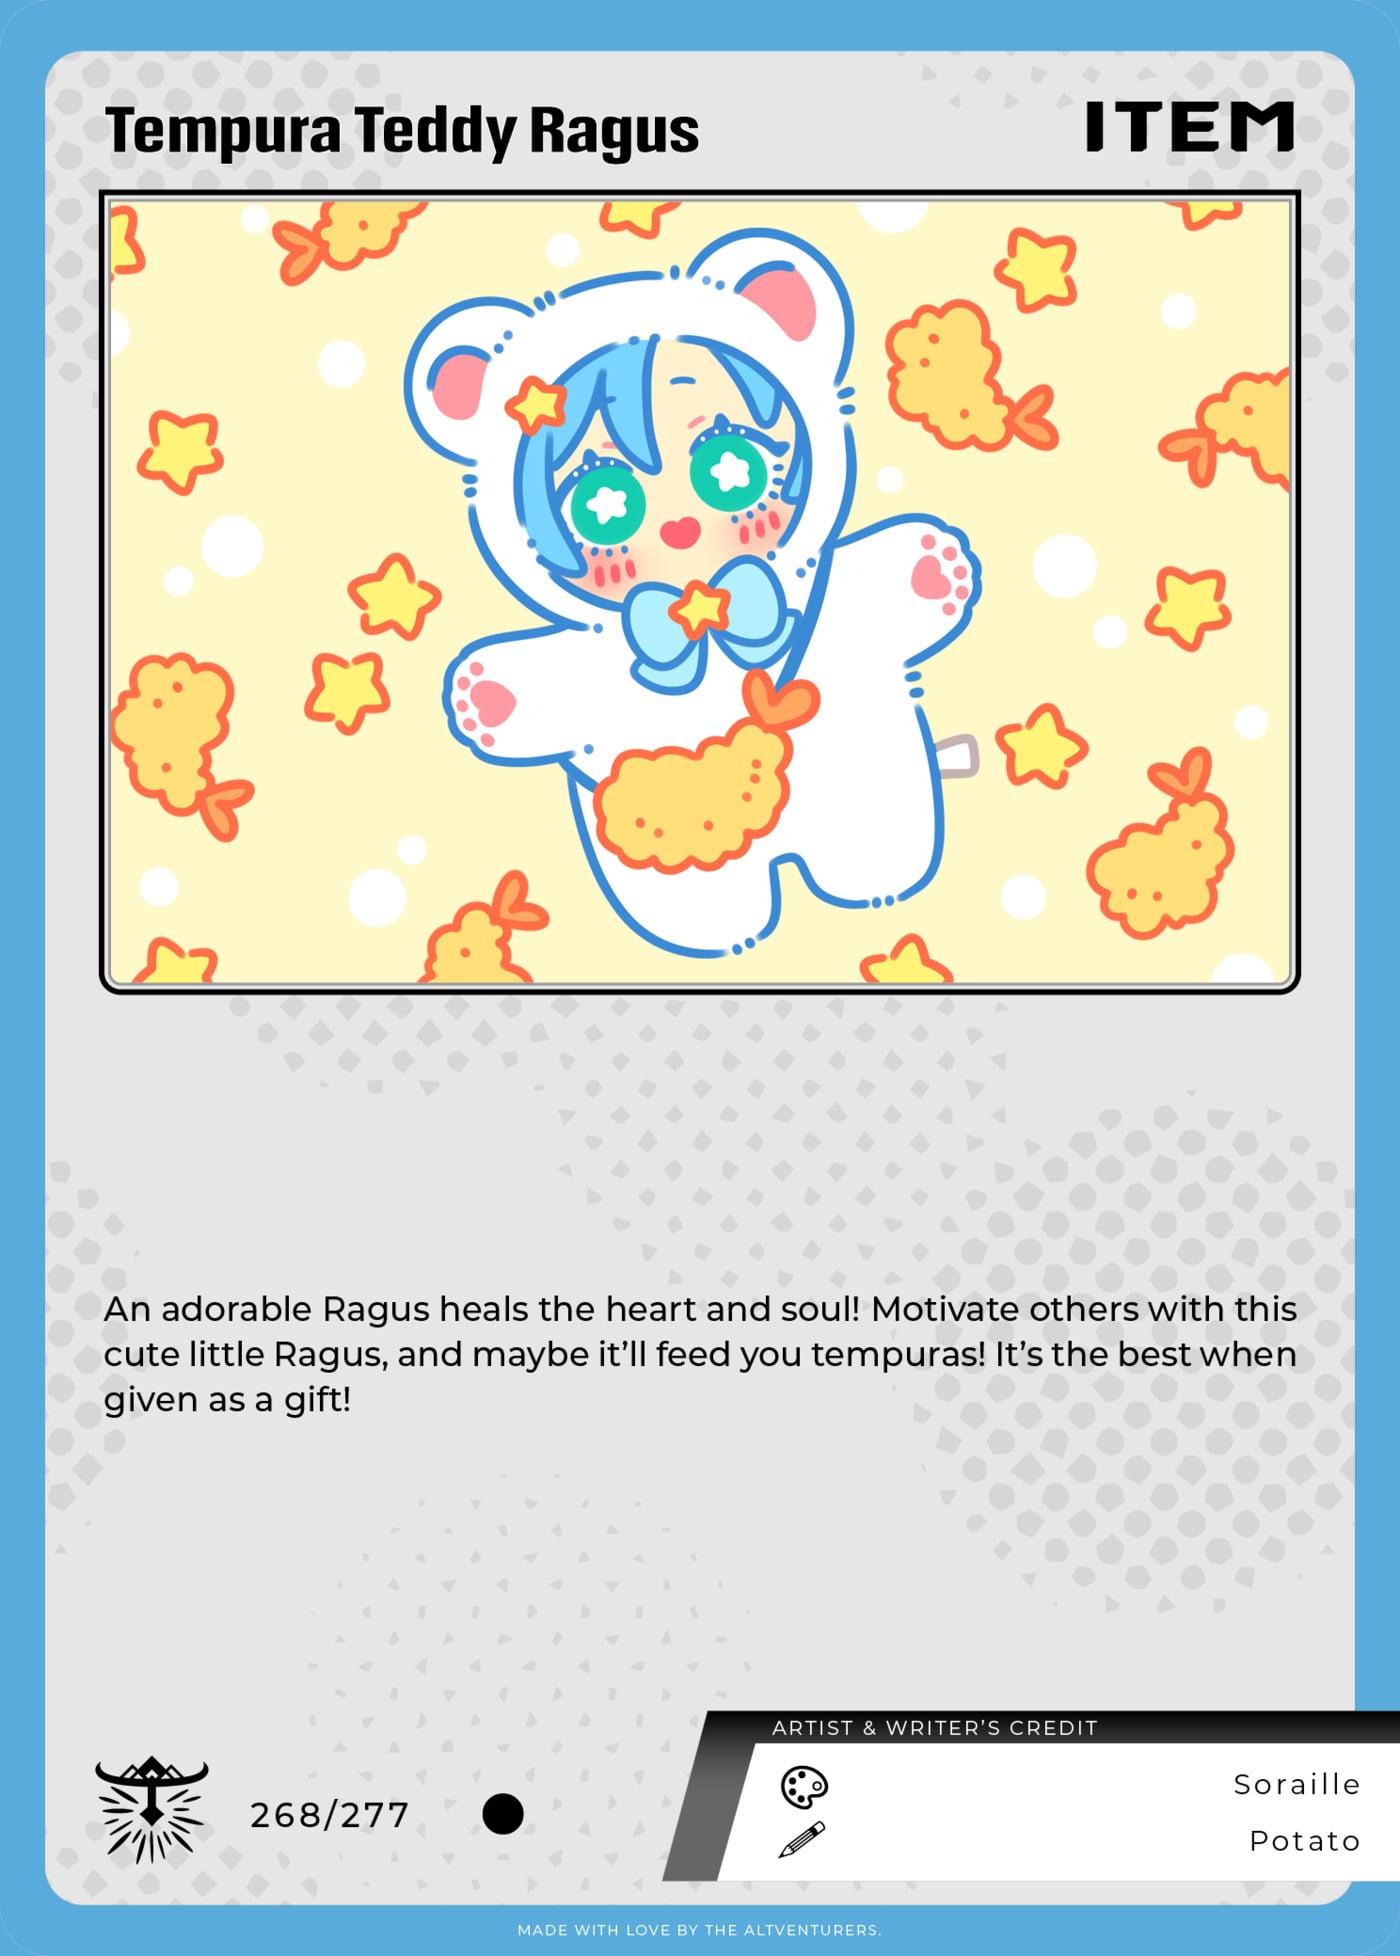 Tempura Teddy Ragus
ITEM
An adorable Ragus heals the heart and soul! Motivate others with this
cute little Ragus, and maybe it’ll feed you tempuras! It’s the best when
given as a gift!
ARTIST & WRITER’S CREDIT
Soraille
Potato
268/277
MADE WITH LOVE BY THE ALTVENTURERS.